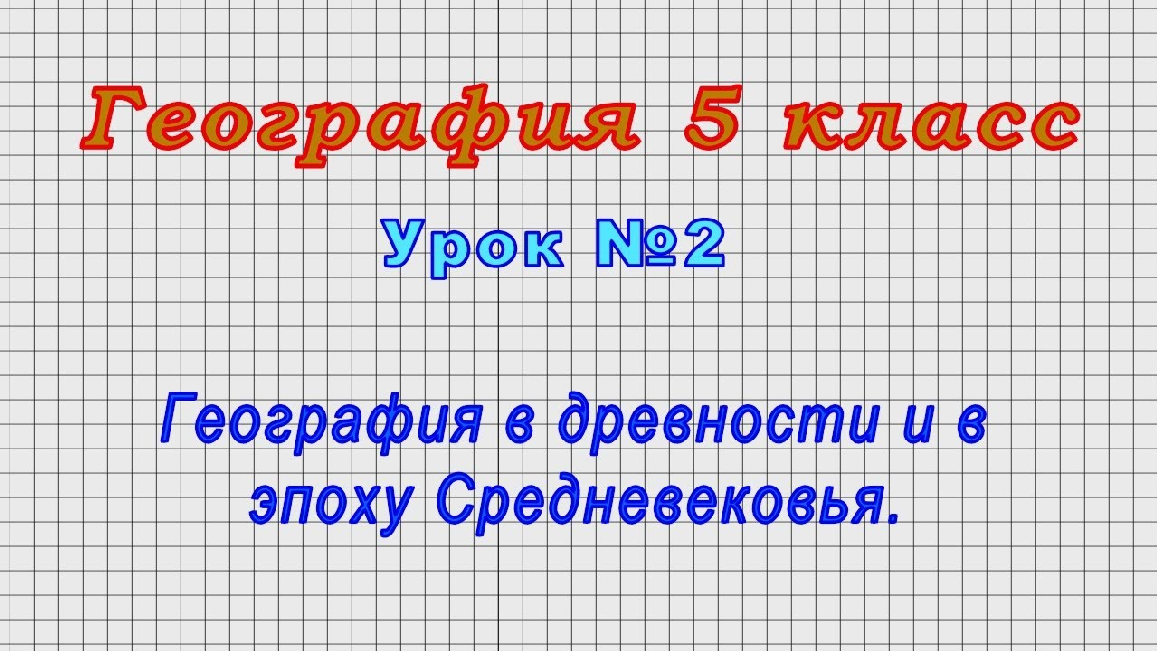 География 5 класс
Урок №2
География в древности и в
эпоху Средневековья.